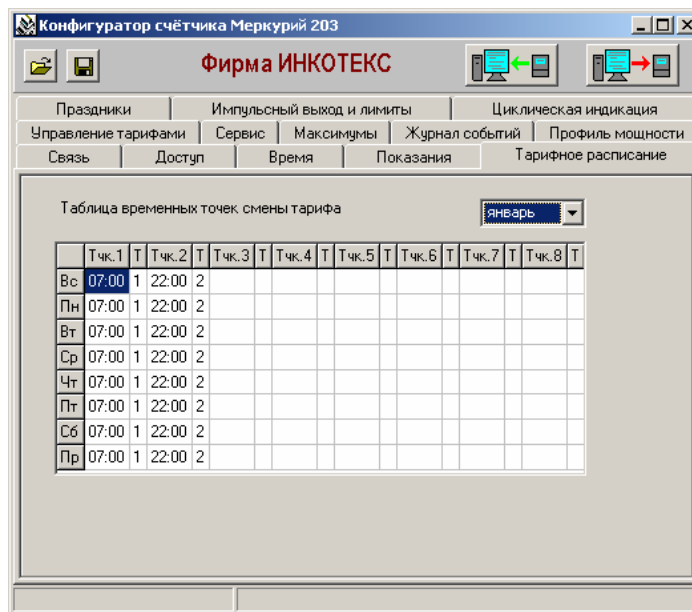 Конфигуратор счётчика Меркурий 203
Фирма ИНКОТЕКС
Праздники Импульсный выход и лимиты Циклическая индикация
Управление тарифами Сервис Максимумы Журнал событий Профиль мощности
Связь Доступ Время Показания Тарифное расписание
Таблица временных точек смены тарифа январь
Тчк.1 Т Тчк.2 Т Тчк.3 Т Тчк.4 Т Тчк.5 Т Тчк.6 Т Тчк.7 Т Тчк.8 Т
Вс 07:00 1 22:00 2
Пн 07:00 1 22:00 2
Вт 07:00 1 22:00 2
Ср 07:00 1 22:00 2
Чт 07:00 1 22:00 2
Пт 07:00 1 22:00 2
Сб 07:00 1 22:00 2
Пр 07:00 1 22:00 2